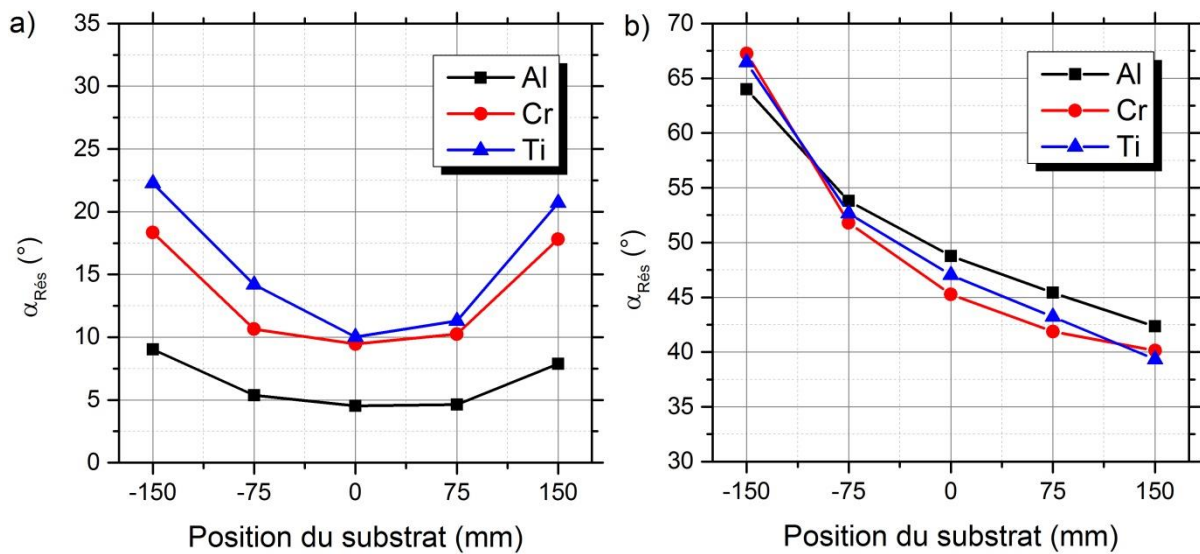 a)
35
30
25
20
15
10
5
0
α_Rés (°)
Al
Cr
Ti
-150 -75 0 75 150
Position du substrat (mm)
b)
70
65
60
55
50
45
40
35
30
α_Rés (°)
Al
Cr
Ti
-150 -75 0 75 150
Position du substrat (mm)